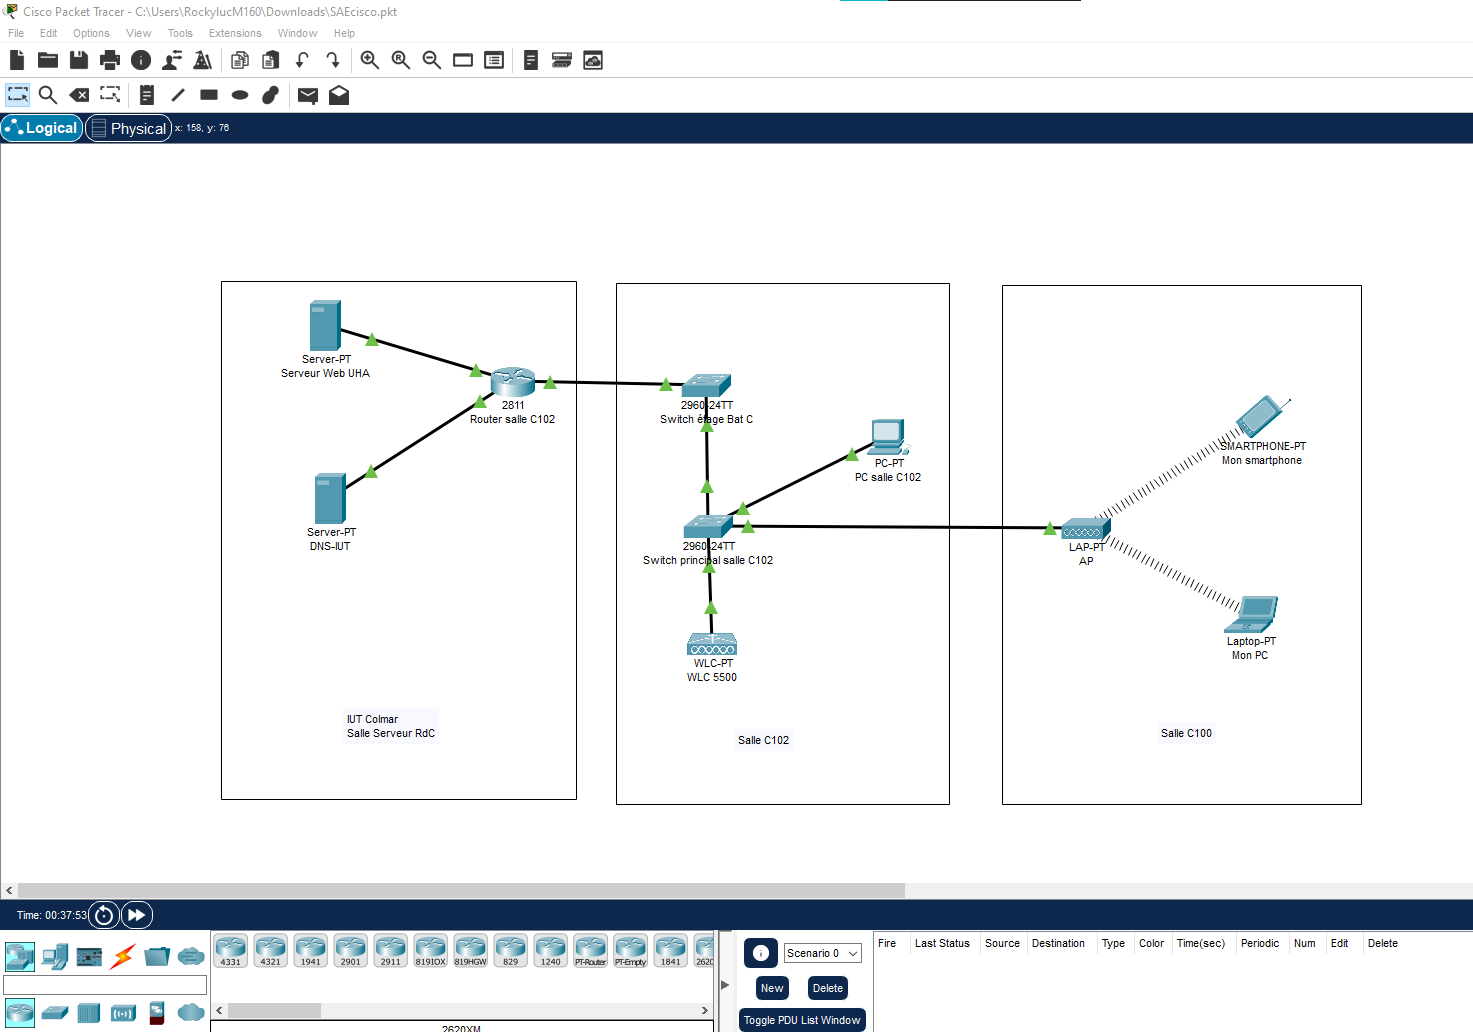 Cisco Packet Tracer - C:\Users\RockylucM160\Downloads\SAEcisco.pkt
File Edit Options View Tools Extensions Window Help
Logical Physical x: 158, y: 76
Server-PT
Serveur Web UHA
2811
Router salle C102
Server-PT
DNS-IUT
IUT Colmar
Salle Serveur RdC
2960-24TT
Switch étage Bat C
PC-PT
PC salle C102
2960-24TT
Switch principal salle C102
WLC-PT
WLC 5500
Salle C102
SMARTPHONE-PT
Mon smartphone
LAP-PT
AP
Laptop-PT
Mon PC
Salle C100
Time: 00:37:53
4331 4321 1941 2901 2911 819IOX 819HGW 829 1240 PT-Router PT-Empty 1841 262
2620XM
Scenario 0
New Delete
Toggle PDU List Window
Fire Last Status Source Destination Type Color Time(sec) Periodic Num Edit Delete